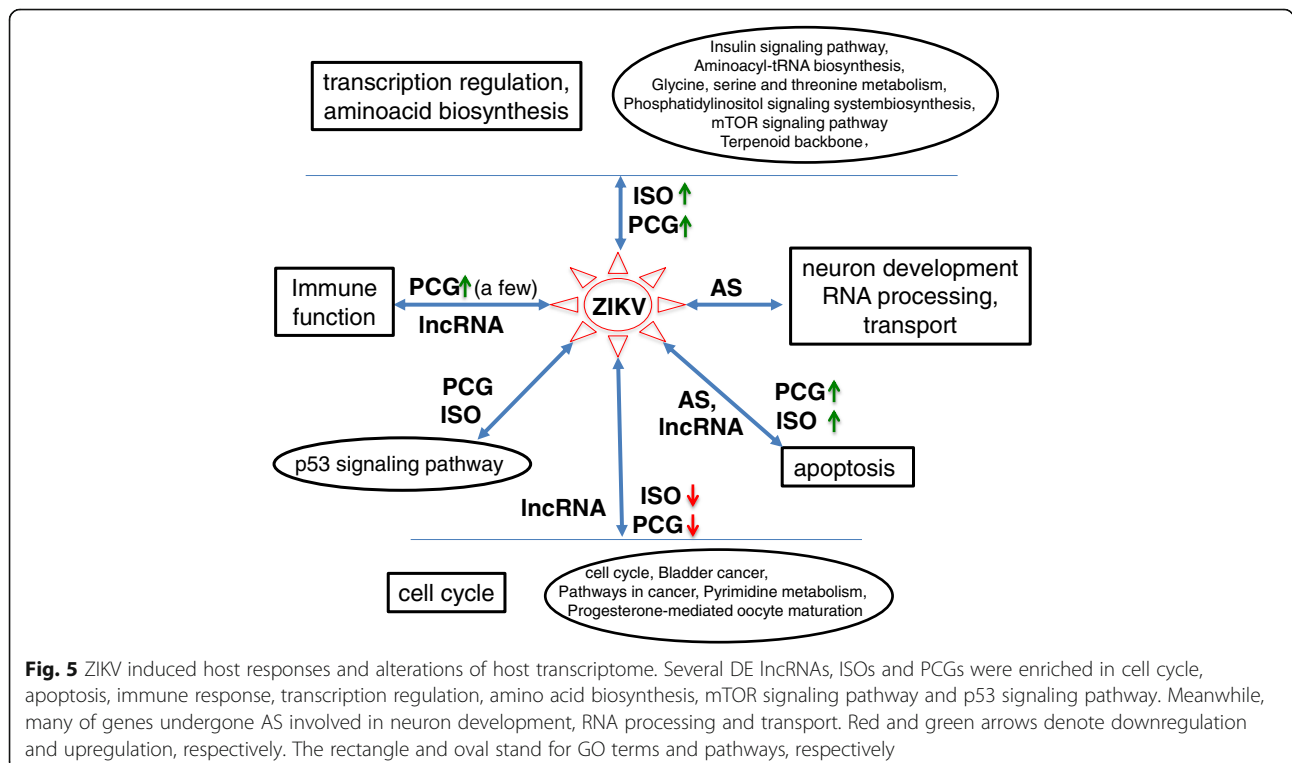 transcription regulation,
aminoacid biosynthesis
Insulin signaling pathway,
Aminoacyl-tRNA biosynthesis,
Glycine, serine and threonine metabolism,
Phosphatidylinositol signaling systembiosynthesis,
mTOR signaling pathway
Terpenoid backbone,
ISO ↑
PCG ↑
Immune
function
PCG ↑ (a few)
lncRNA
ZIKV
AS
neuron development
RNA processing,
transport
PCG
ISO
p53 signaling pathway
AS,
lncRNA
PCG ↑
ISO ↑
apoptosis
lncRNA
ISO ↓
PCG ↓
cell cycle
cell cycle, Bladder cancer,
Pathways in cancer, Pyrimidine metabolism,
Progesterone-mediated oocyte maturation
Fig. 5 ZIKV induced host responses and alterations of host transcriptome. Several DE lncRNAs, ISOs and PCGs were enriched in cell cycle,
apoptosis, immune response, transcription regulation, amino acid biosynthesis, mTOR signaling pathway and p53 signaling pathway. Meanwhile,
many of genes undergone AS involved in neuron development, RNA processing and transport. Red and green arrows denote downregulation
and upregulation, respectively. The rectangle and oval stand for GO terms and pathways, respectively